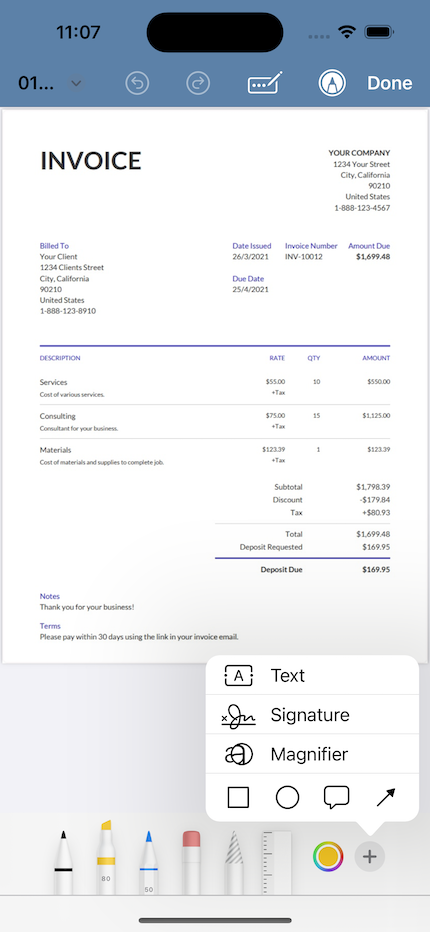 11:07
01...
Done
INVOICE
YOUR COMPANY
1234 Your Street
City, California
90210
United States
1-888-123-4567
Billed To
Your Client
1234 Clients Street
City, California
90210
United States
1-888-123-8910
Date Issued
26/3/2021
Invoice Number
INV-10012
Amount Due
$1,699.48
Due Date
25/4/2021
DESCRIPTION RATE QTY AMOUNT
Services $55.00 10 $550.00
Cost of various services. +Tax
Consulting $75.00 15 $1,125.00
Consultant for your business. +Tax
Materials $123.39 1 $123.39
Cost of materials and supplies to complete job. +Tax
Subtotal $1,798.39
Discount -$179.84
Tax +$80.93
Total $1,699.48
Deposit Requested $169.95
Deposit Due $169.95
Notes
Thank you for your business!
Terms
Please pay within 30 days using the link in your invoice email.
A Text
Signature
Magnifier
80
50